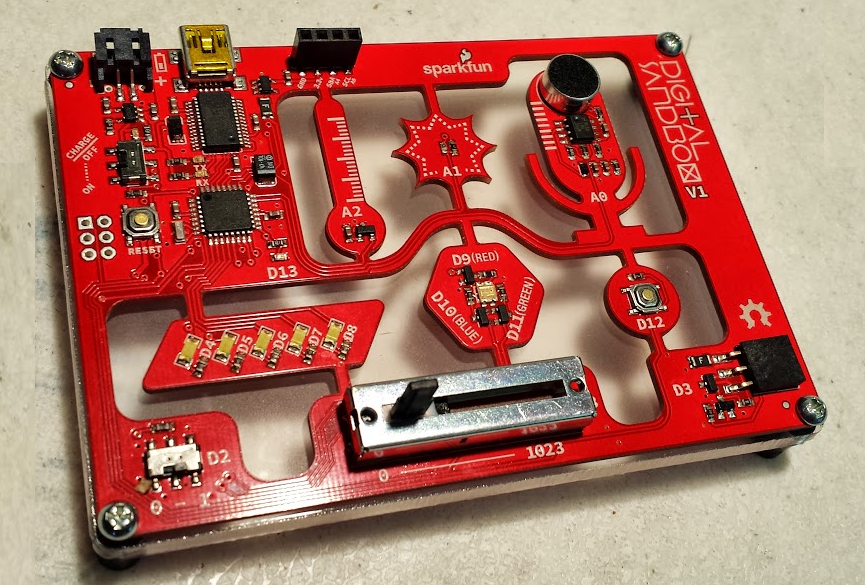 sparkfun
DIGITAL
SANDBOX
V1
+
CHARGE
OFF
ON
RX
RESET
D13
A2
A1
A0
D9(RED)
D10(BLUE)
D11(GREEN)
D12
D4
D5
D6
D7
D8
D3
D2
0 - 1
0
1023